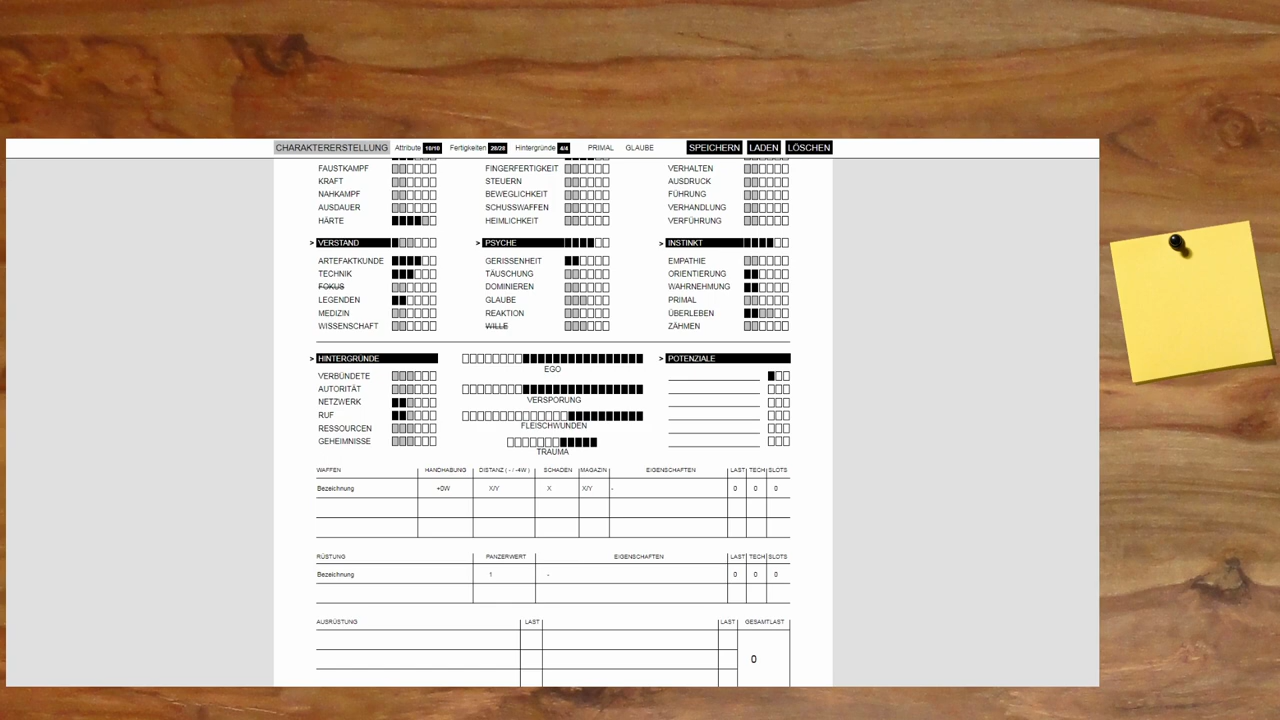 CHARAKTERERSTELLUNG Attribute 10/10 Fertigkeiten 28/28 Hintergründe 4/4 PRIMAL GLAUBE SPEICHERN LADEN LÖSCHEN
FAUSTKAMPF FINGERFERTIGKEIT VERHALTEN
KRAFT STEUERN AUSDRUCK
NAHKAMPF BEWEGLICHKEIT FÜHRUNG
AUSDAUER SCHUSSWAFFEN VERHANDLUNG
HÄRTE HEIMLICHKEIT VERFÜHRUNG
> VERSTAND > PSYCHE > INSTINKT
ARTEFAKTKUNDE GERISSENHEIT EMPATHIE
TECHNIK TÄUSCHUNG ORIENTIERUNG
FOKUS DOMINIEREN WAHRNEHMUNG
LEGENDEN GLAUBE PRIMAL
MEDIZIN REAKTION ÜBERLEBEN
WISSENSCHAFT WILLE ZÄHMEN
> HINTERGRÜNDE > POTENZIALE
EGO
VERBÜNDETE
AUTORITÄT
VERSPORUNG
NETZWERK
RUF
FLEISCHWUNDEN
RESSOURCEN
GEHEIMNISSE
TRAUMA
WAFFEN HANDHABUNG DISTANZ ( - / -4W ) SCHADEN MAGAZIN EIGENSCHAFTEN LAST TECH SLOTS
Bezeichnung +0W X/Y X X/Y - 0 0 0
RÜSTUNG PANZERWERT EIGENSCHAFTEN LAST TECH SLOTS
Bezeichnung 1 - 0 0 0
AUSRÜSTUNG LAST LAST GESAMTLAST
0